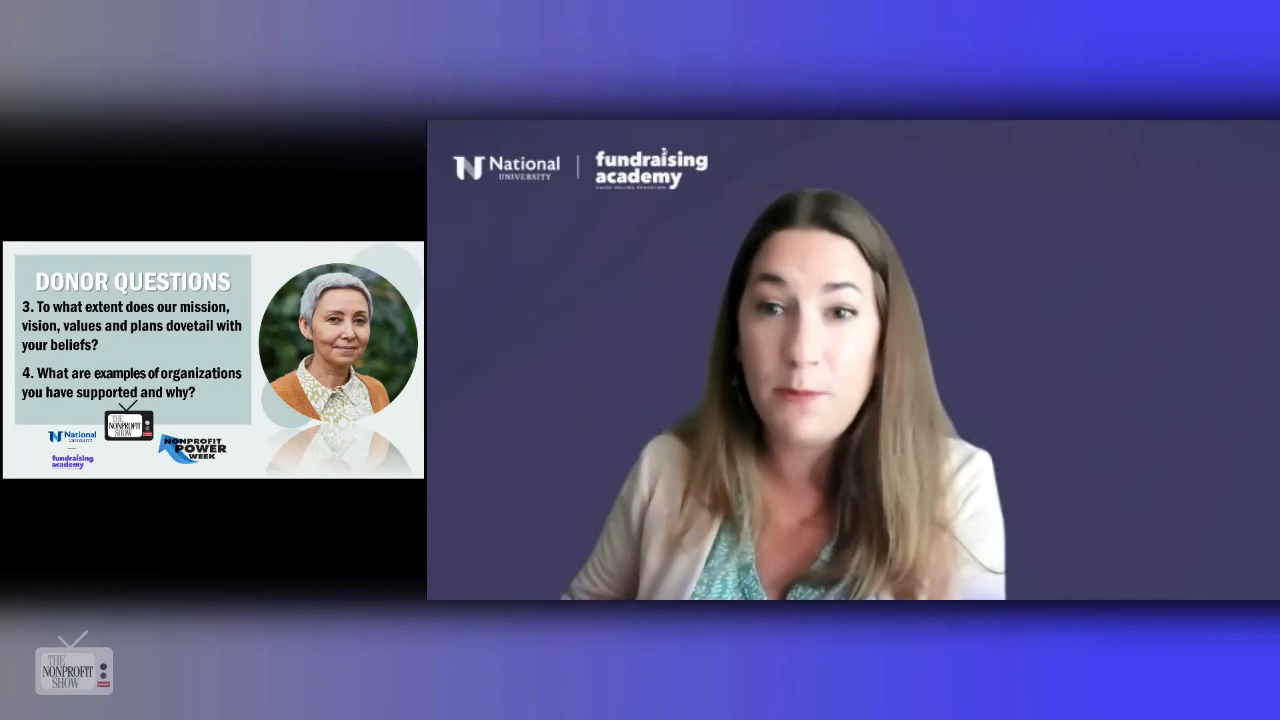 National
UNIVERSITY
fundraising
academy
DONOR QUESTIONS
3. To what extent does our mission,
vision, values and plans dovetail with
your beliefs?
4. What are examples of organizations
you have supported and why?
THE
NONPROFIT
SHOW
National
fundraising
academy
NONPROFIT
POWER
WEEK
THE
NONPROFIT
SHOW